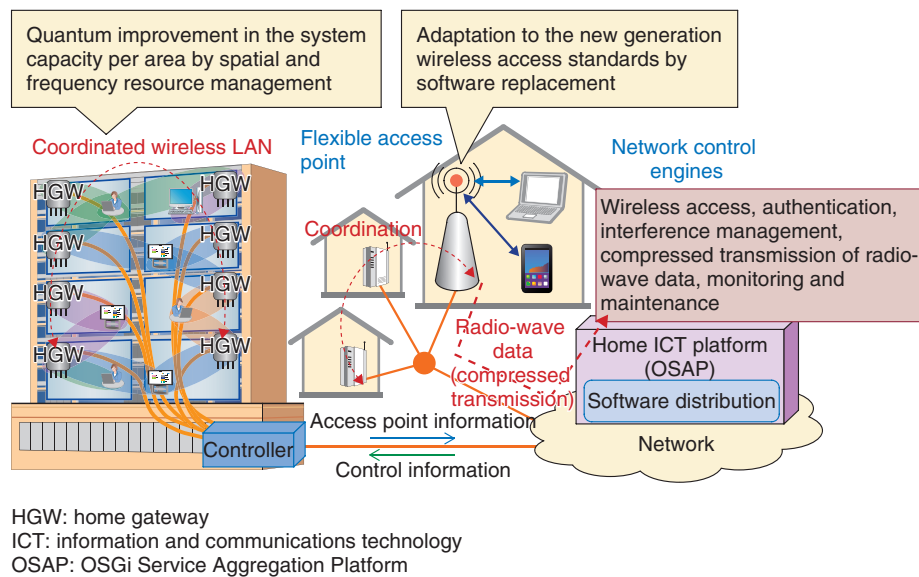 Quantum improvement in the system
capacity per area by spatial and
frequency resource management
Adaptation to the new generation
wireless access standards by
software replacement
Coordinated wireless LAN
Flexible access
point
Network control
engines
HGW
HGW
HGW
HGW
HGW
HGW
HGW
HGW
Coordination
Wireless access, authentication,
interference management,
compressed transmission of radio-
wave data, monitoring and
maintenance
Radio-wave
data
(compressed
transmission)
Home ICT platform
(OSAP)
Software distribution
Network
Controller
Access point information
Control information
HGW: home gateway
ICT: information and communications technology
OSAP: OSGi Service Aggregation Platform